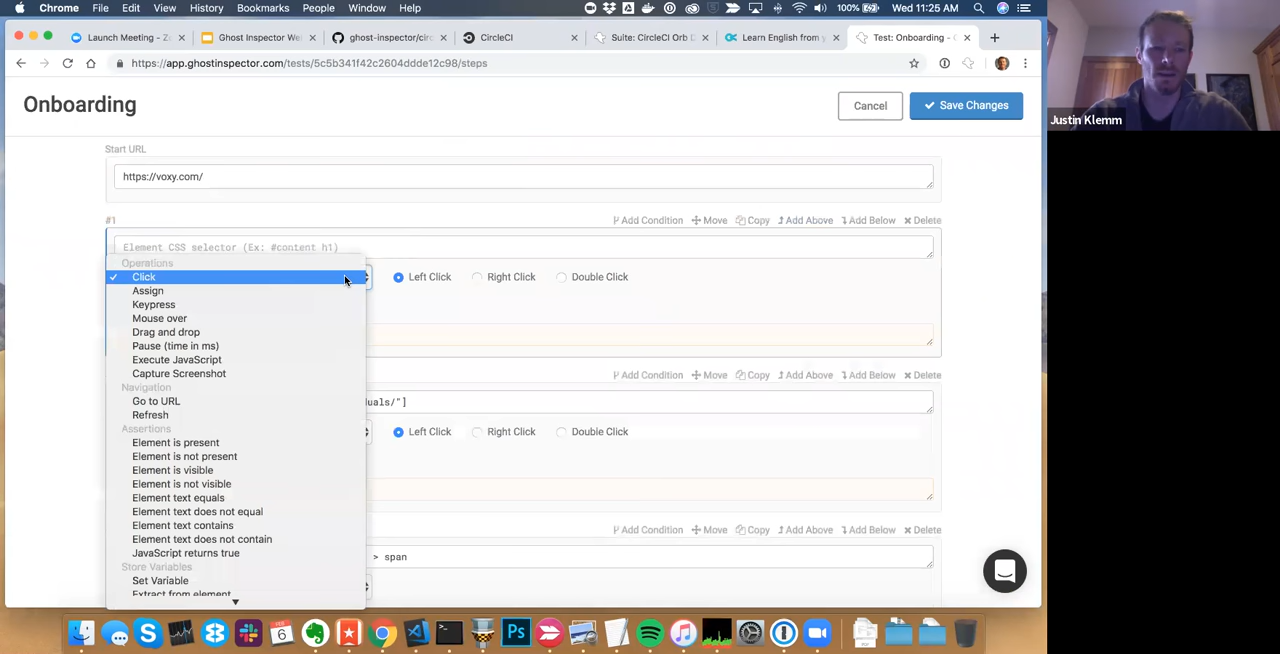 Chrome File Edit View History Bookmarks People Window Help 100% Wed 11:25 AM
Launch Meeting - Z
Ghost Inspector We
ghost-inspector/circ
CircleCI
Suite: CircleCI Orb D
Learn English from y
Test: Onboarding - G
https://app.ghostinspector.com/tests/5c5b341f42c2604ddde12c98/steps
Justin Klemm
Onboarding
Cancel
Save Changes
Start URL
https://voxy.com/
#1 Add Condition Move Copy Add Above Add Below Delete
Element CSS selector (Ex: #content h1)
Operations
Click
Left Click Right Click Double Click
Assign
Keypress
Mouse over
Drag and drop
Pause (time in ms)
Execute JavaScript
Capture Screenshot
Add Condition Move Copy Add Above Add Below Delete
Navigation
Go to URL
duals/"]
Refresh
Assertions
Left Click Right Click Double Click
Element is present
Element is not present
Element is visible
Element is not visible
Element text equals
Element text does not equal
Element text contains
Add Condition Move Copy Add Above Add Below Delete
Element text does not contain
JavaScript returns true
> span
Store Variables
Set Variable
Extract from element
FEB
6
Ps